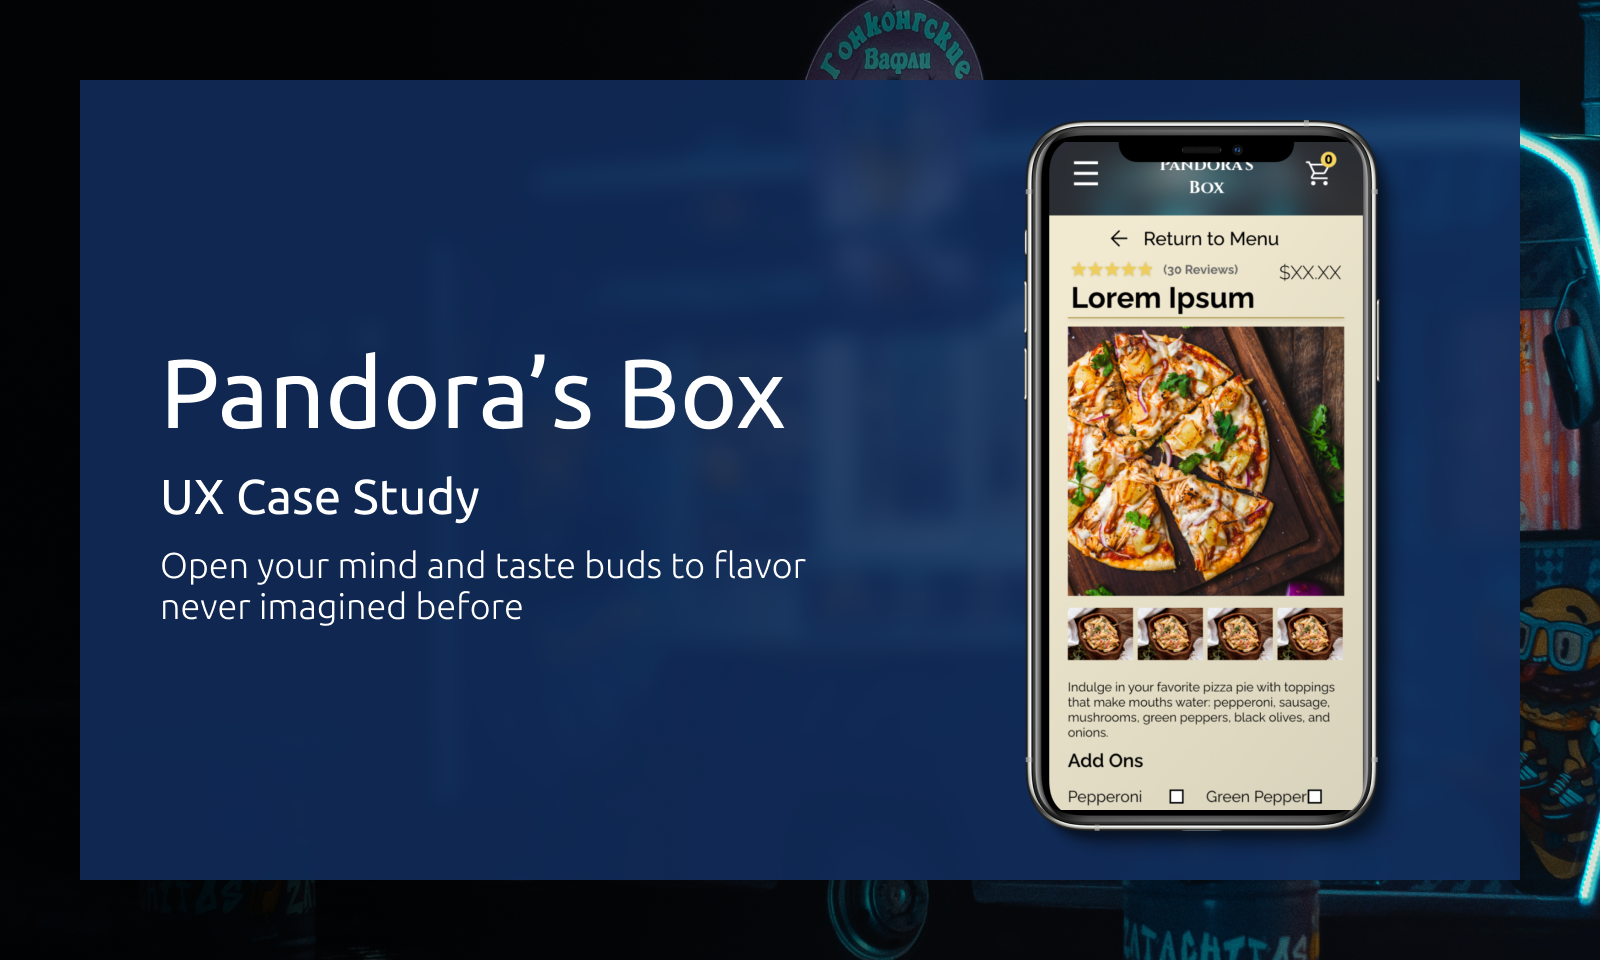 Гонконгские
Вафли
Pandora’s Box
UX Case Study
Open your mind and taste buds to flavor
never imagined before
PANDORA'S
BOX
0
Return to Menu
(30 Reviews)
$XX.XX
Lorem Ipsum
Indulge in your favorite pizza pie with toppings
that make mouths water: pepperoni, sausage,
mushrooms, green peppers, black olives, and
onions.
Add Ons
Pepperoni
Green Pepper